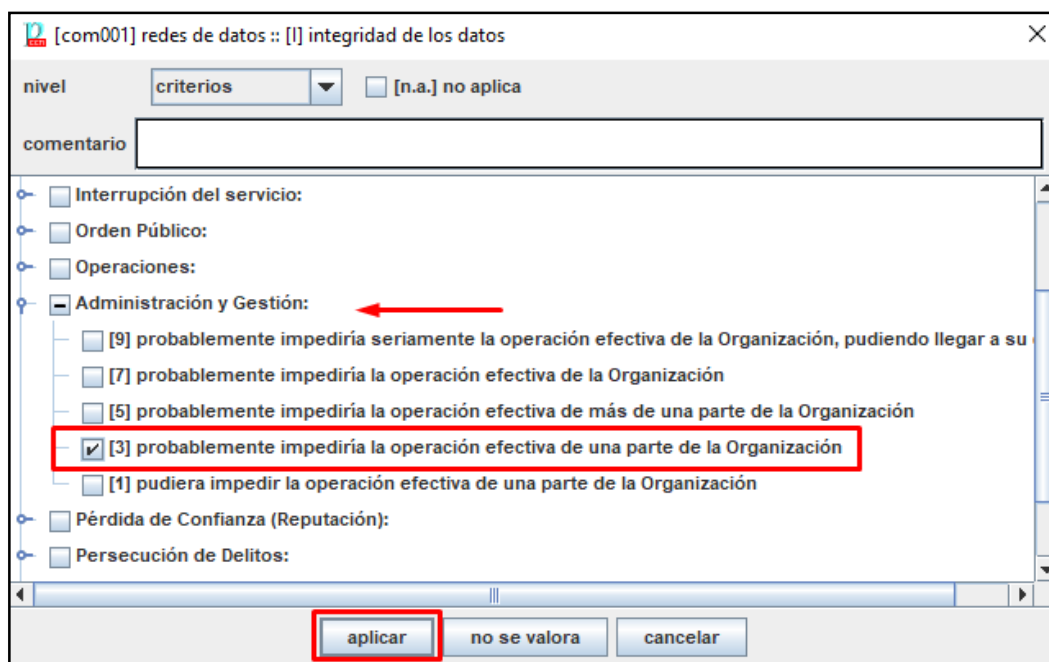 [com001] redes de datos :: [I] integridad de los datos
nivel criterios [n.a.] no aplica
comentario
Interrupción del servicio:
Orden Público:
Operaciones:
Administración y Gestión:
[9] probablemente impediría seriamente la operación efectiva de la Organización, pudiendo llegar a su
[7] probablemente impediría la operación efectiva de la Organización
[5] probablemente impediría la operación efectiva de más de una parte de la Organización
[3] probablemente impediría la operación efectiva de una parte de la Organización
[1] pudiera impedir la operación efectiva de una parte de la Organización
Pérdida de Confianza (Reputación):
Persecución de Delitos:
aplicar no se valora cancelar